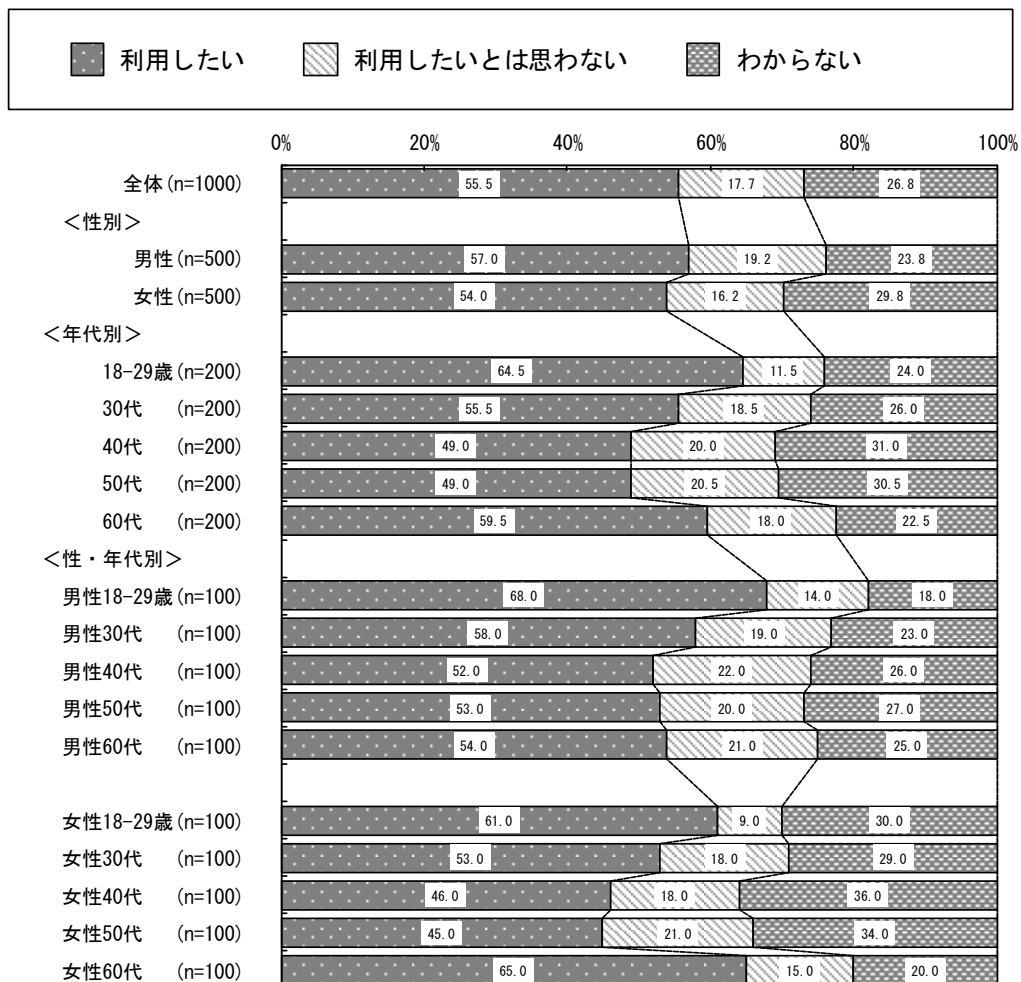 利用したい 利用したいとは思わない わからない
0% 20% 40% 60% 80% 100%
全体(n=1000) 55.5 17.7 26.8
＜性別＞
男性(n=500) 57.0 19.2 23.8
女性(n=500) 54.0 16.2 29.8
＜年代別＞
18-29歳(n=200) 64.5 11.5 24.0
30代 (n=200) 55.5 18.5 26.0
40代 (n=200) 49.0 20.0 31.0
50代 (n=200) 49.0 20.5 30.5
60代 (n=200) 59.5 18.0 22.5
＜性・年代別＞
男性18-29歳(n=100) 68.0 14.0 18.0
男性30代 (n=100) 58.0 19.0 23.0
男性40代 (n=100) 52.0 22.0 26.0
男性50代 (n=100) 53.0 20.0 27.0
男性60代 (n=100) 54.0 21.0 25.0
女性18-29歳(n=100) 61.0 9.0 30.0
女性30代 (n=100) 53.0 18.0 29.0
女性40代 (n=100) 46.0 18.0 36.0
女性50代 (n=100) 45.0 21.0 34.0
女性60代 (n=100) 65.0 15.0 20.0